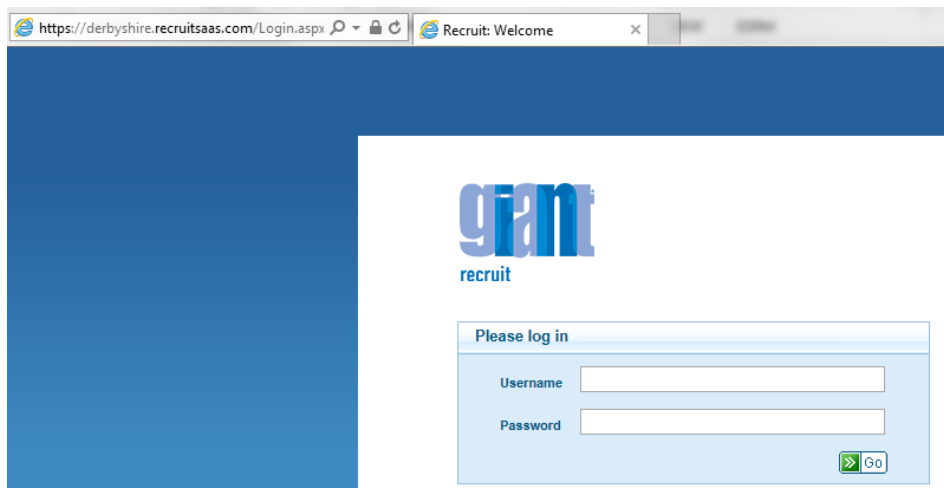 https://derbyshire.recruitsaas.com/Login.aspx
Recruit: Welcome
giant
recruit
Please log in
Username
Password
Go